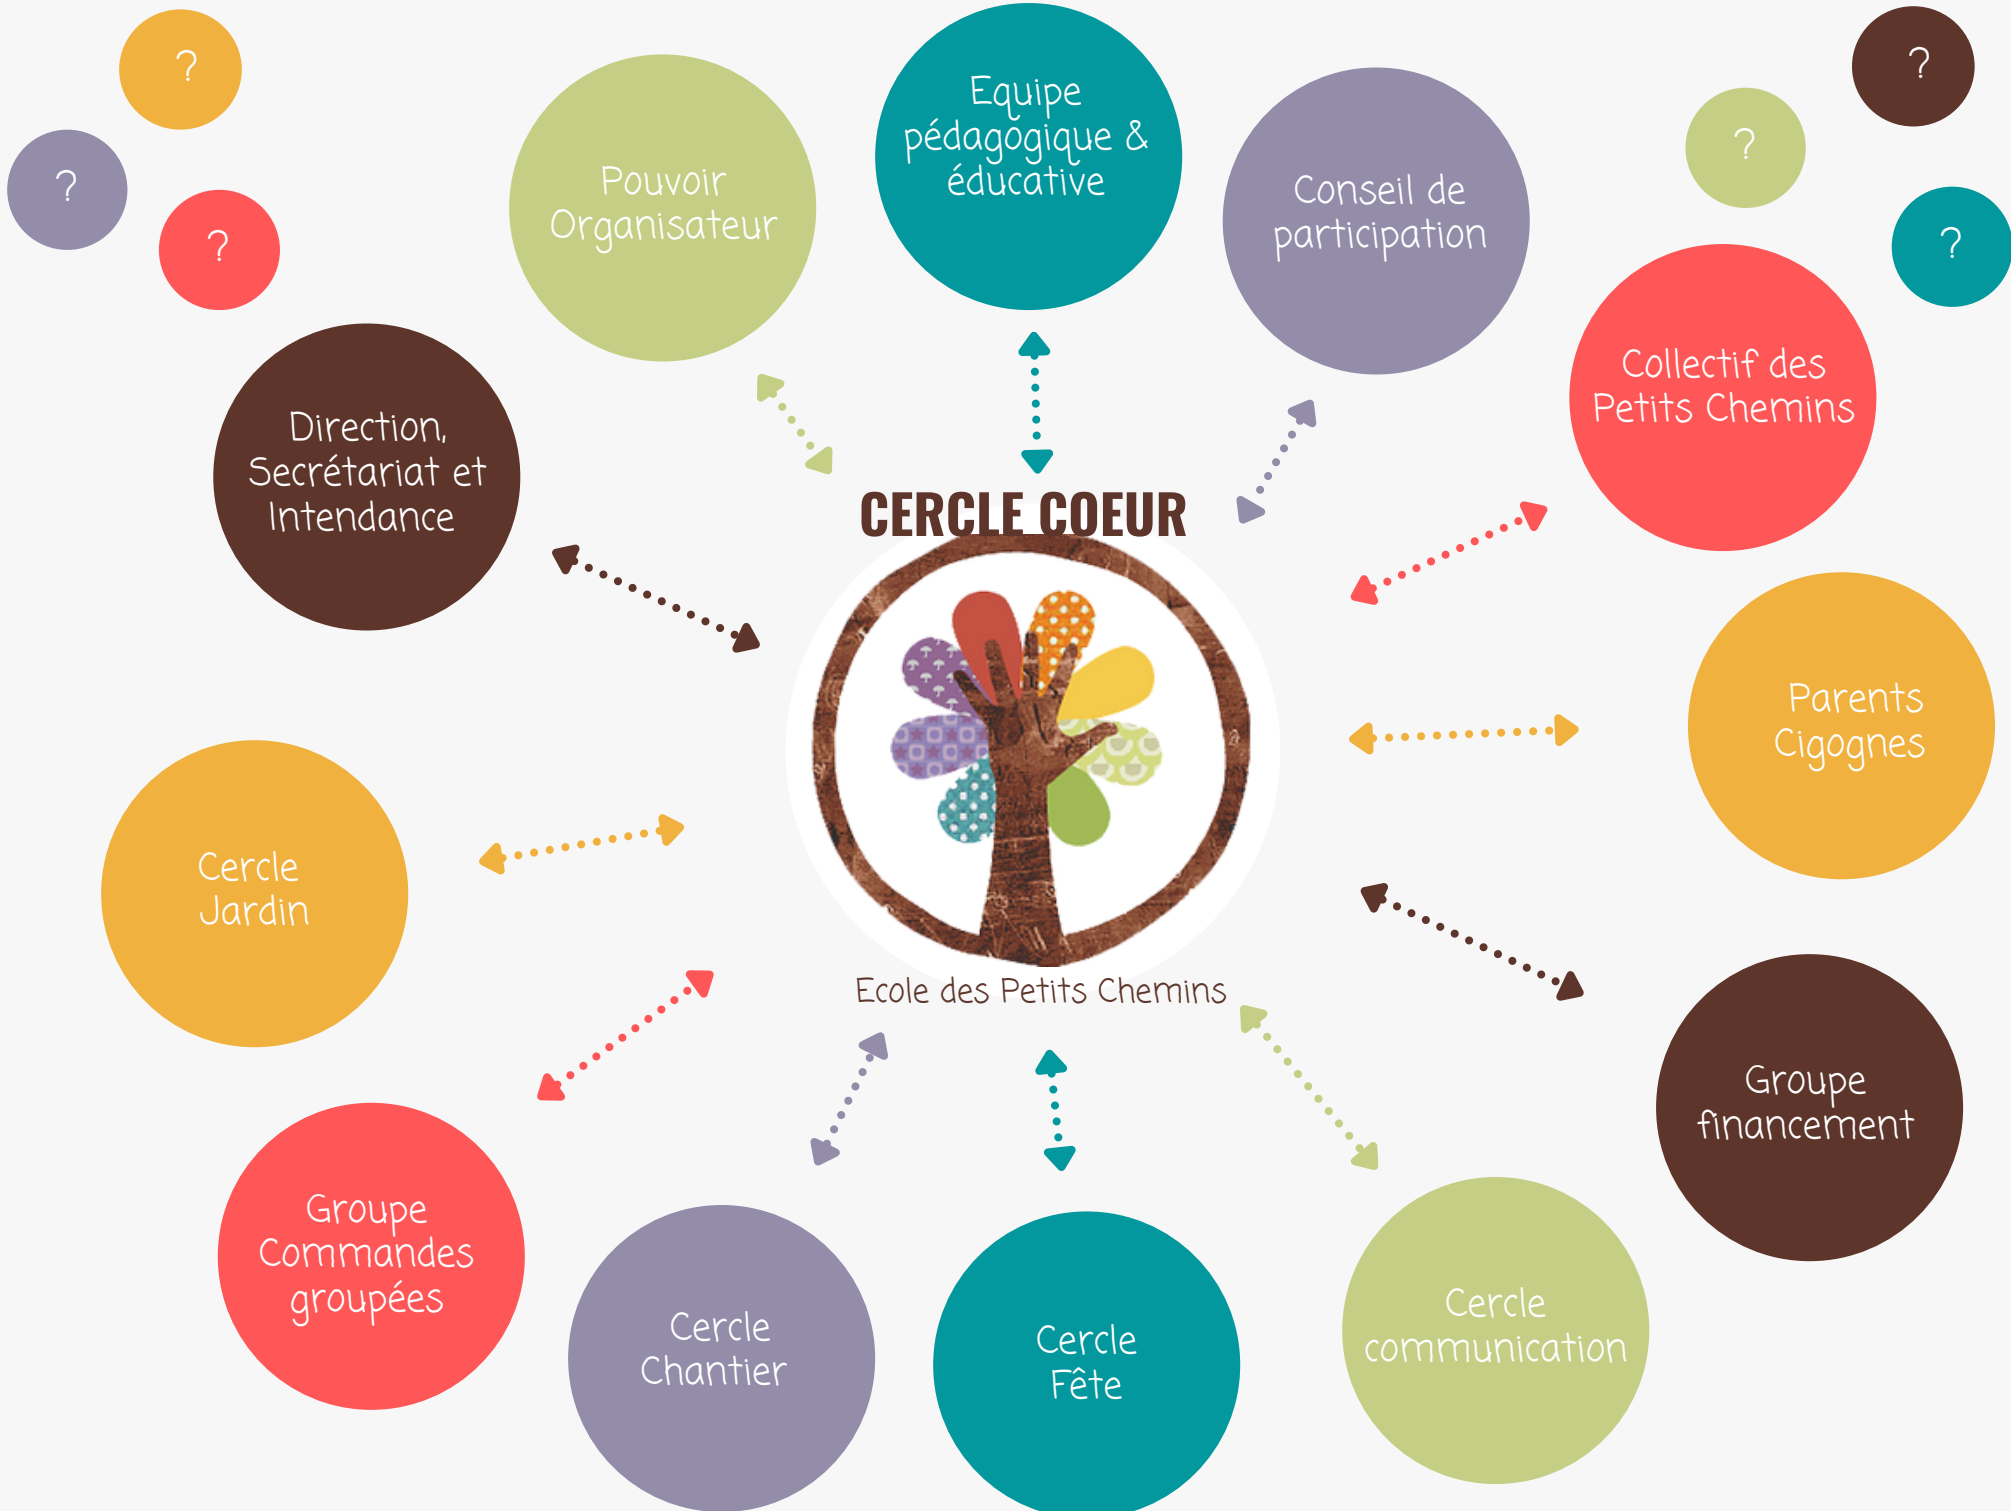 ?
?
?
Pouvoir
Organisateur
Equipe
pédagogique &
éducative
Conseil de
participation
?
?
?
Collectif des
Petits Chemins
Direction,
Secrétariat et
Intendance
CERCLE COEUR
Parents
Cigognes
Cercle
Jardin
Ecole des Petits Chemins
Groupe
financement
Groupe
Commandes
groupées
Cercle
Chantier
Cercle
Fête
Cercle
communication